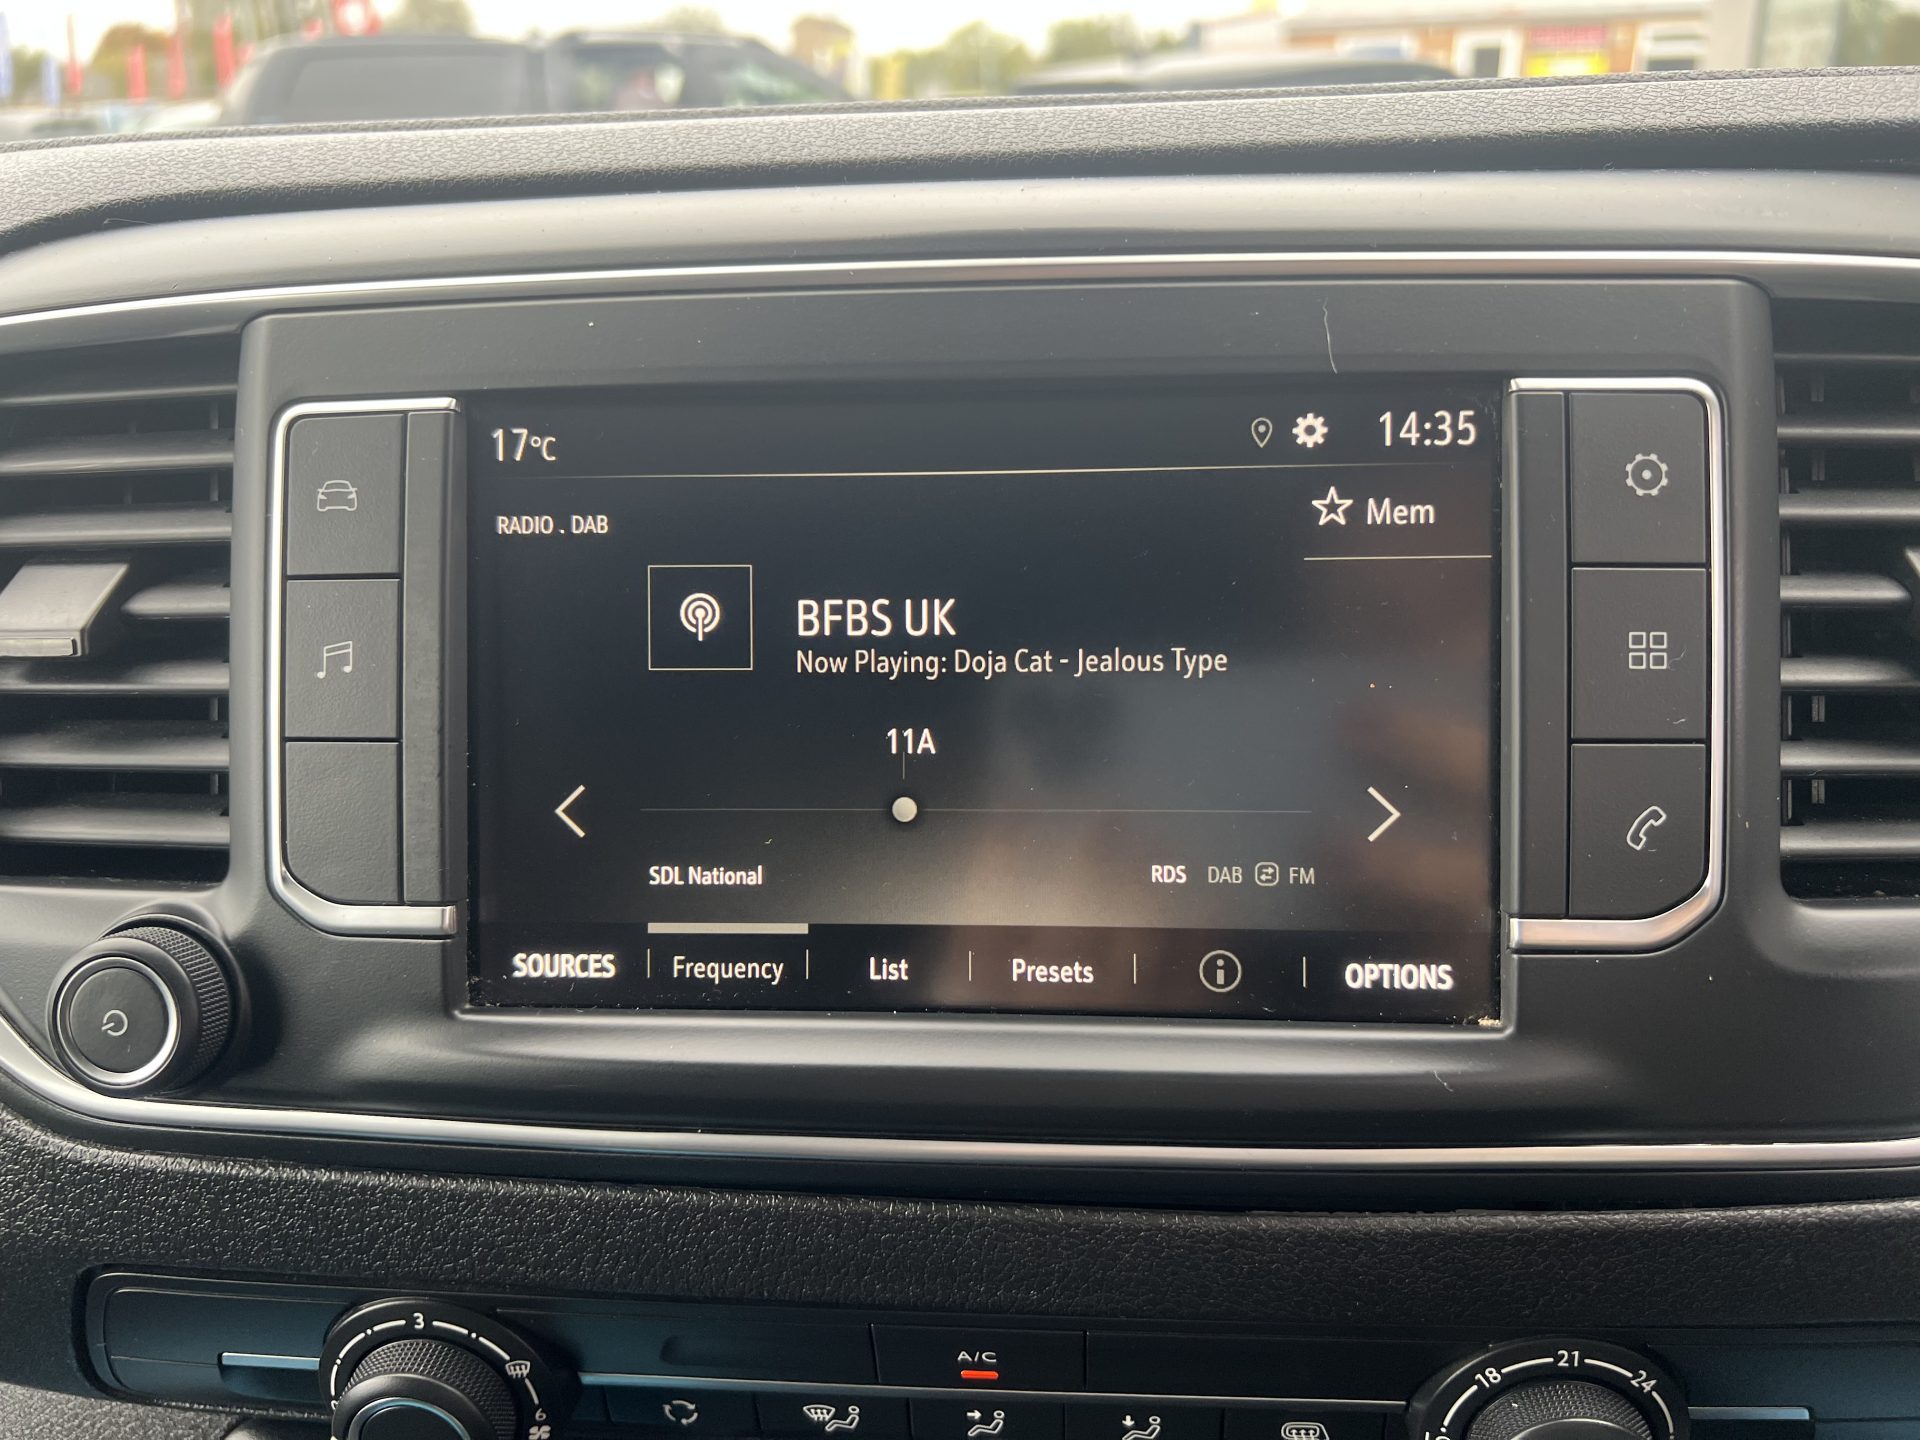 17°C
14:35
RADIO . DAB
Mem
BFBS UK
Now Playing: Doja Cat - Jealous Type
11A
SDL National
RDS DAB FM
SOURCES
Frequency
List
Presets
OPTIONS
3
6
A/C
18
21
24